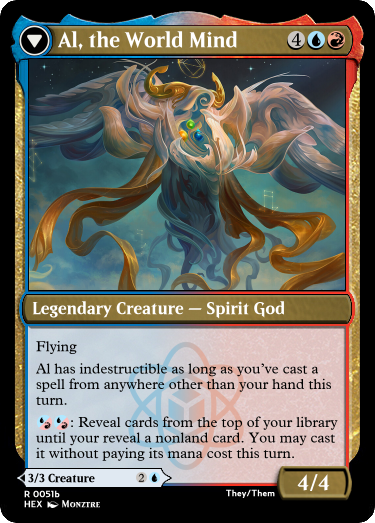 Al, the World Mind 4
Legendary Creature — Spirit God
Flying
Al has indestructible as long as you've cast a
spell from anywhere other than your hand this
turn.
: Reveal cards from the top of your library
until your reveal a nonland card. You may cast
it without paying its mana cost this turn.
3/3 Creature 2
4/4
R 0051b
They/Them
HEX Monztre